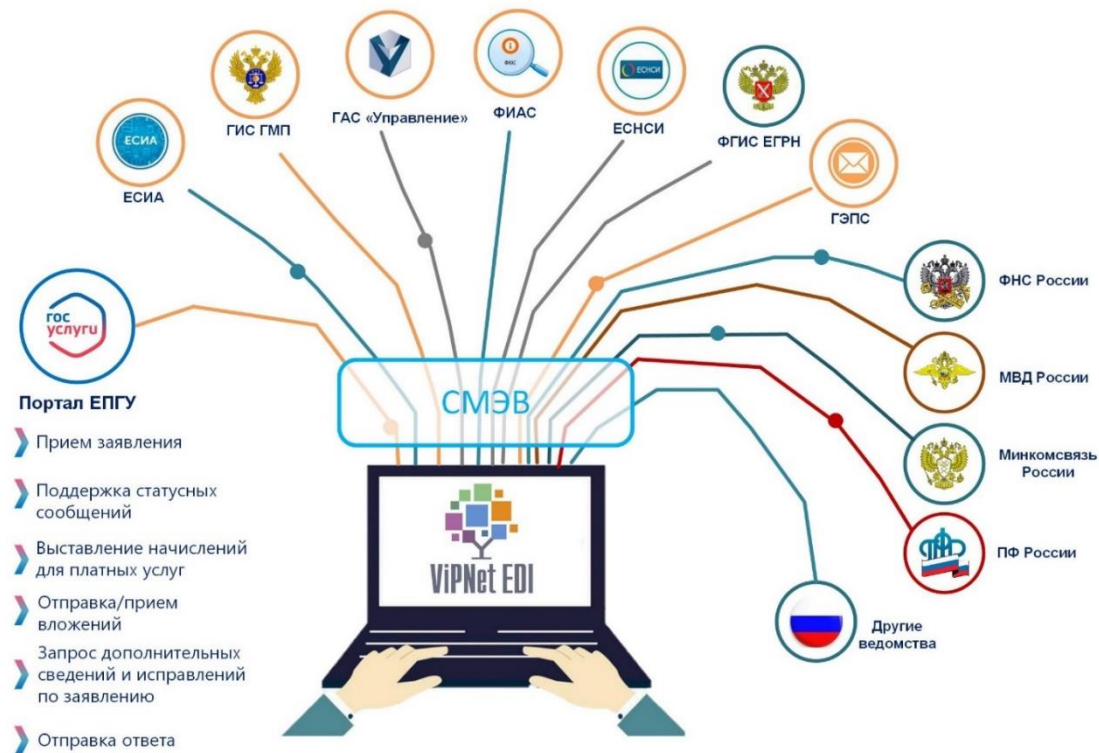 ЕСИА
ЕСИА
ГИС ГМП
ГАС «Управление»
ФИАС
ЕСНСИ
ЕСНСИ
ФГИС ЕГРН
ГЭПС
ФНС России
МВД России
Минкомсвязь
России
ПФ России
Другие
ведомства
гос
услуги
Портал ЕПГУ
Прием заявления
Поддержка статусных
сообщений
Выставление начислений
для платных услуг
Отправка/прием
вложений
Запрос дополнительных
сведений и исправлений
по заявлению
Отправка ответа
СМЭВ
ViPNet EDI